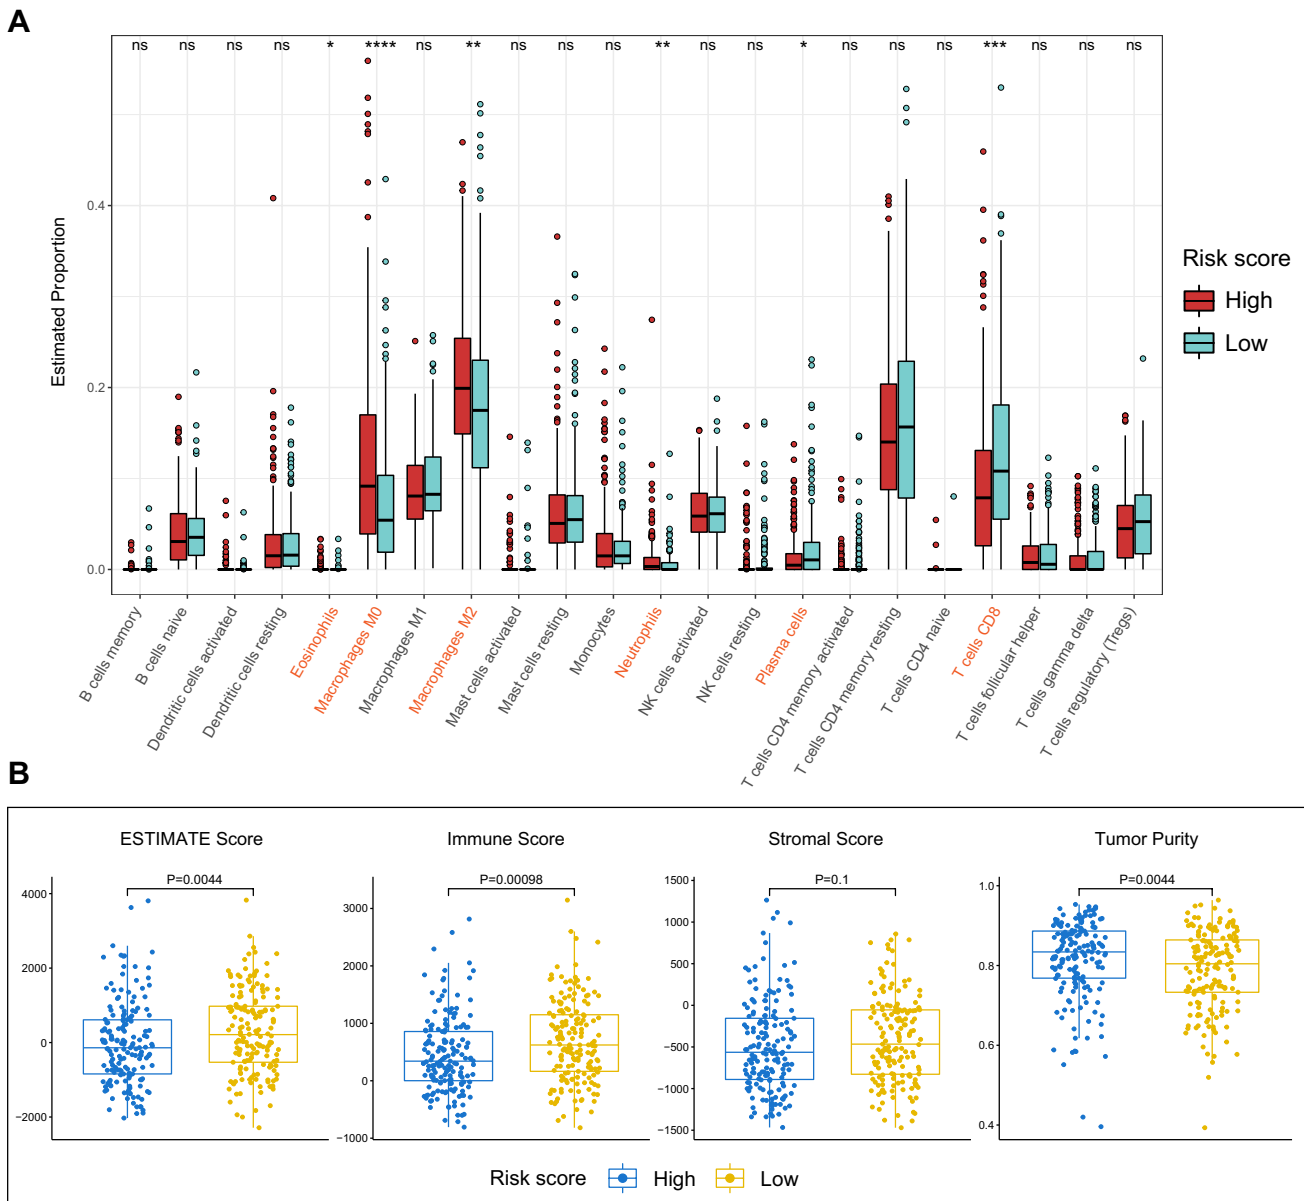 A
ns ns ns ns * **** ns ** ns ns ns ** ns ns * ns ns ns *** ns ns ns
Estimated Proportion
0.4
0.2
0.0
Risk score
High
Low
B cells memory
B cells naive
Dendritic cells activated
Dendritic cells resting
Eosinophils
Macrophages M0
Macrophages M1
Macrophages M2
Mast cells activated
Mast cells resting
Monocytes
Neutrophils
NK cells activated
NK cells resting
Plasma cells
T cells CD4 memory activated
T cells CD4 memory resting
T cells CD4 naive
T cells CD8
T cells follicular helper
T cells gamma delta
T cells regulatory (Tregs)
B
ESTIMATE Score
P=0.0044
4000
2000
0
−2000
Immune Score
P=0.00098
3000
2000
1000
0
−1000
Stromal Score
P=0.1
1500
1000
500
0
−500
−1000
−1500
Tumor Purity
P=0.0044
1.0
0.8
0.6
0.4
Risk score High Low